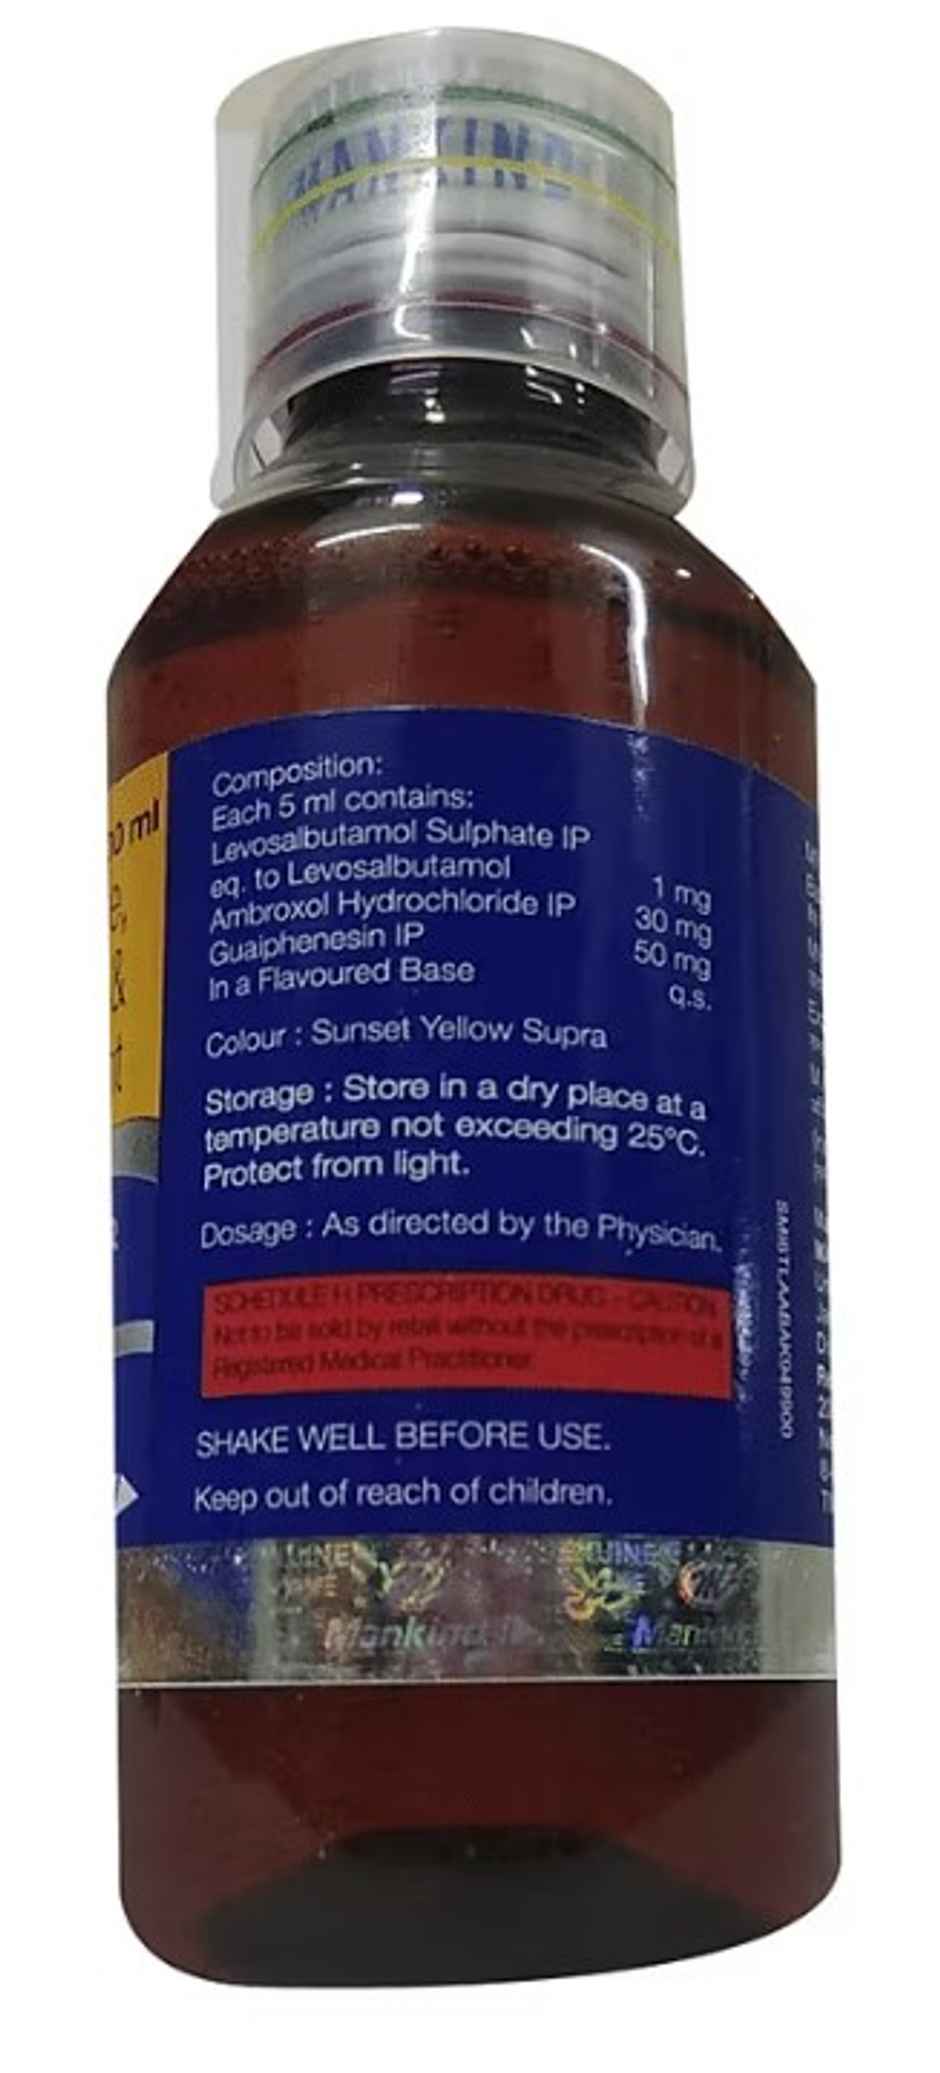 MANKIND
Composition:
Each 5 ml contains:
Levosalbutamol Sulphate IP
eq. to Levosalbutamol 1 mg
Ambroxol Hydrochloride IP 30 mg
Guaiphenesin IP 50 mg
In a Flavoured Base q.s.
Colour : Sunset Yellow Supra
Storage : Store in a dry place at a
temperature not exceeding 25°C.
Protect from light.
Dosage : As directed by the Physician.
SCHEDULE H PRESCRIPTION DRUG - CAUTION
Not to be sold by retail without the prescription of a
Registered Medical Practitioner.
SHAKE WELL BEFORE USE.
Keep out of reach of children.
Mankind
ml
&